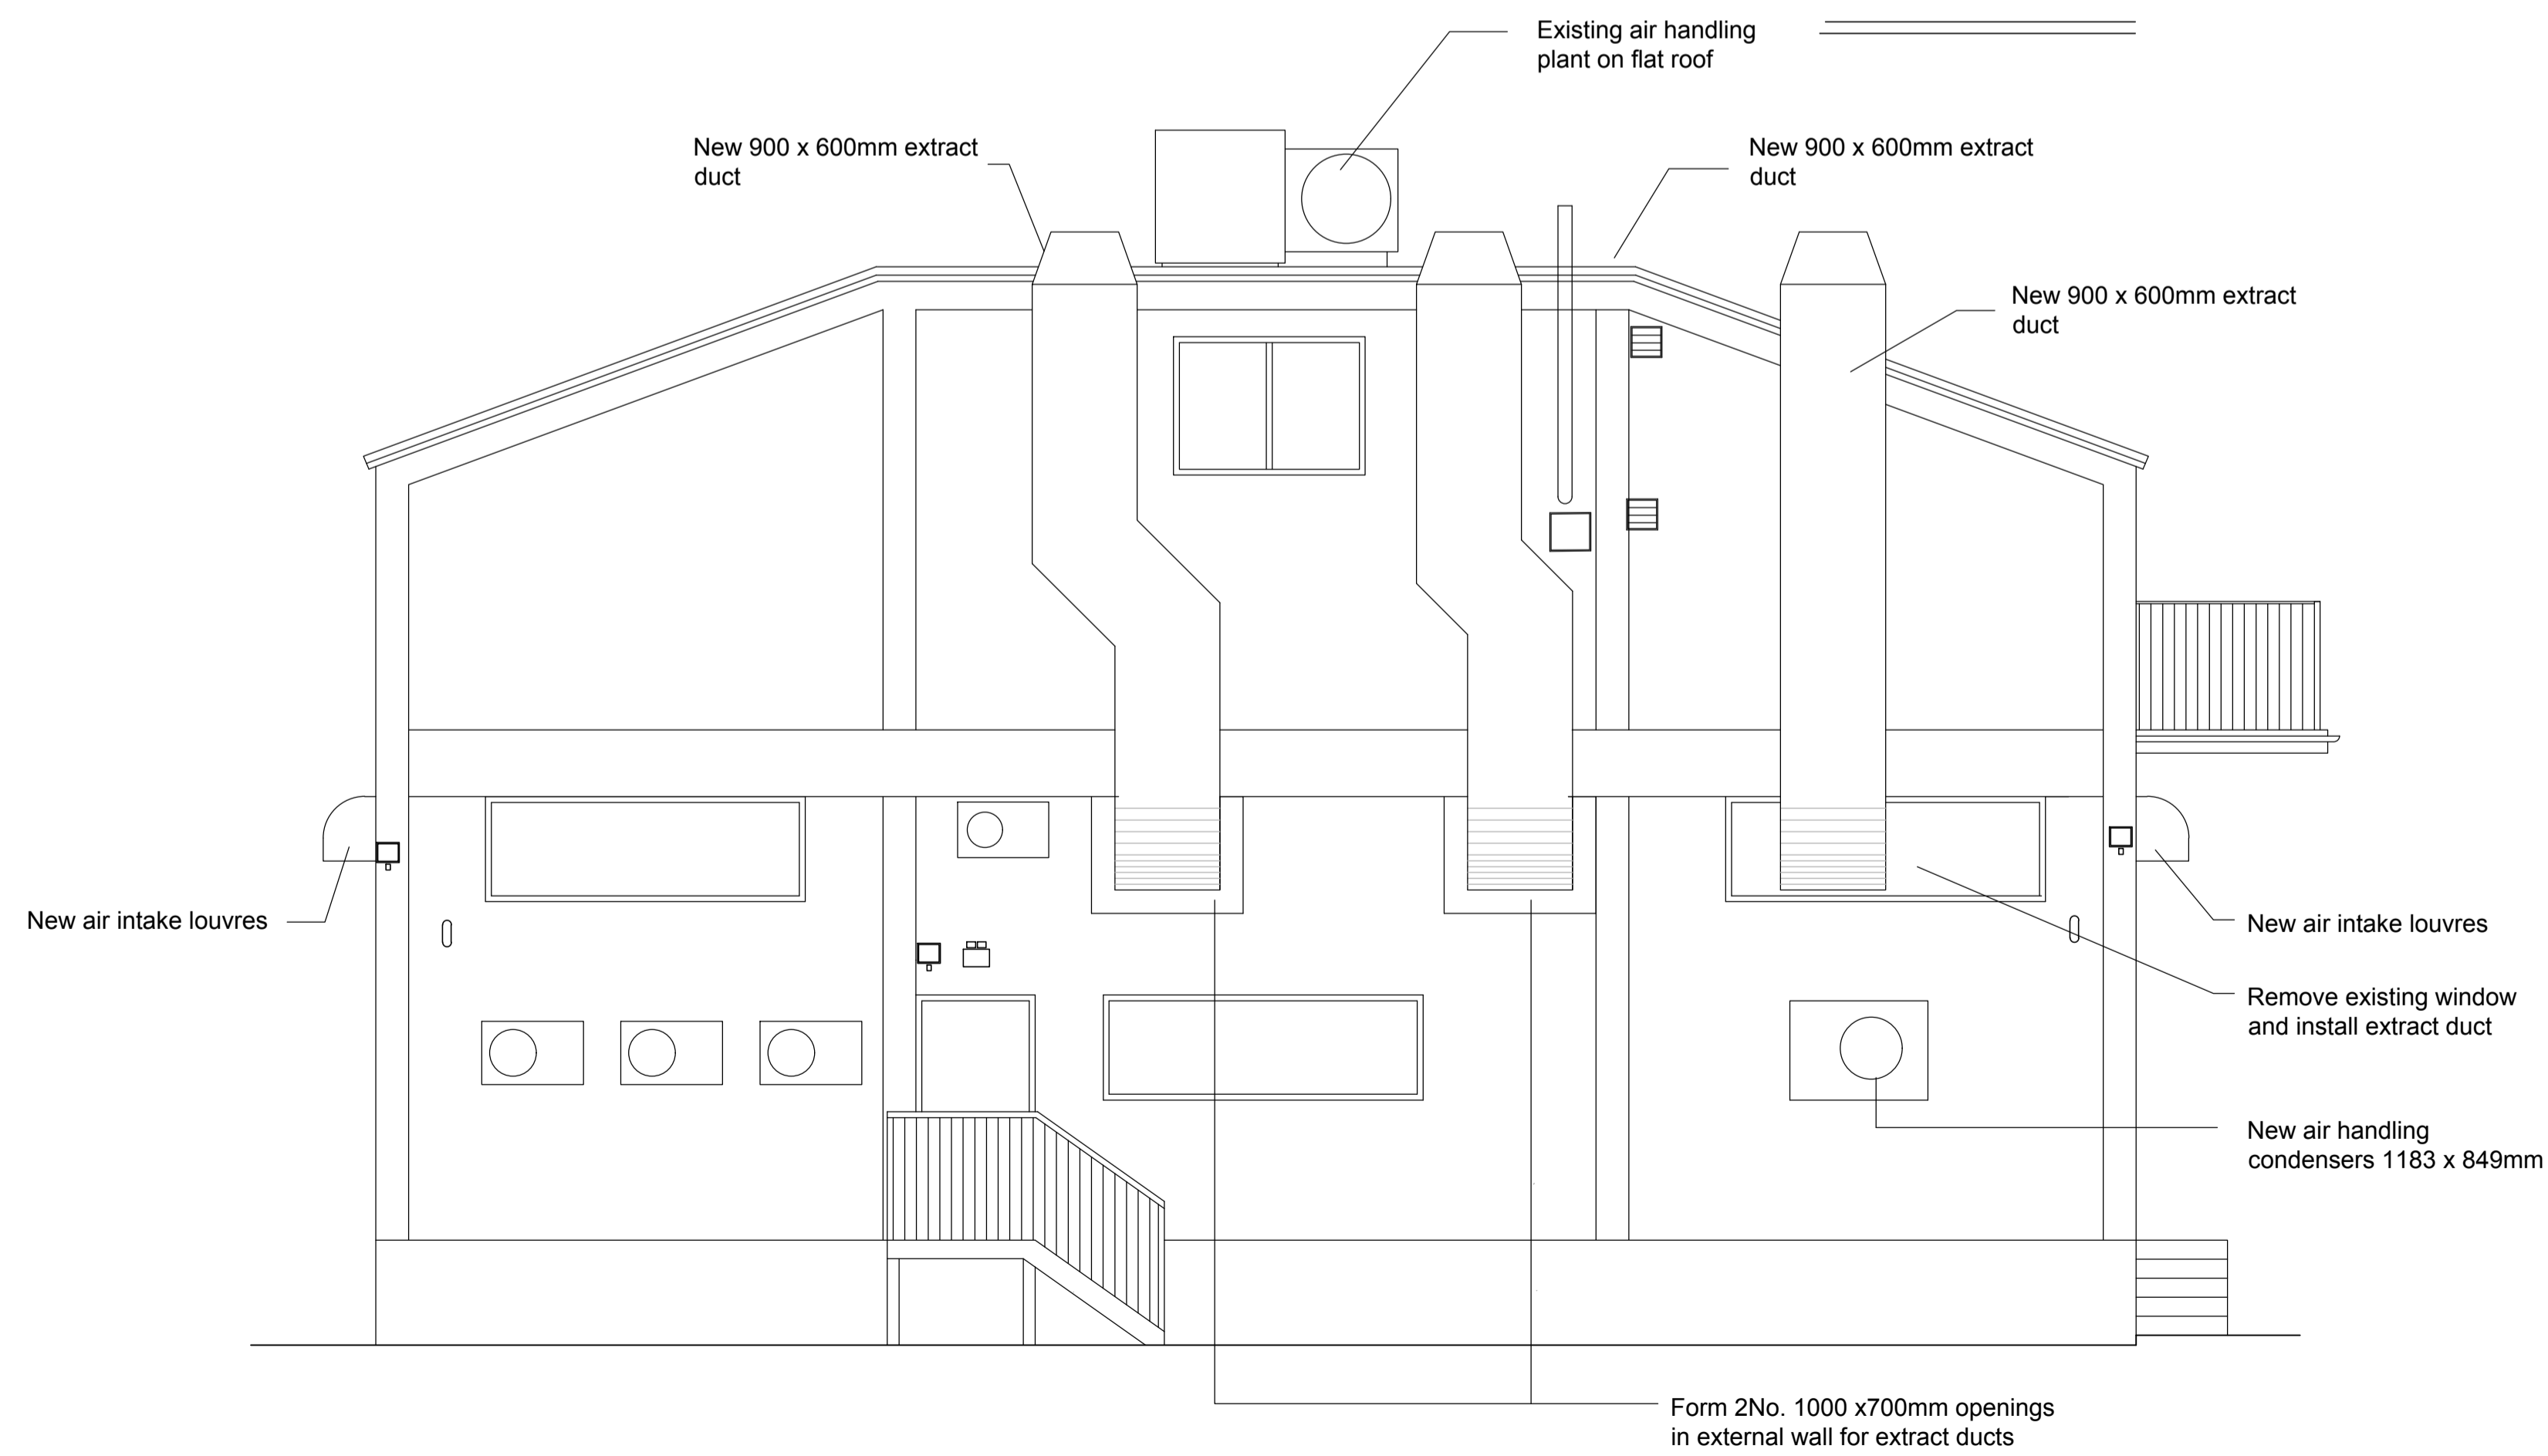 Existing air handling
plant on flat roof
New 900 x 600mm extract
duct
New 900 x 600mm extract
duct
New 900 x 600mm extract
duct
New air intake louvres
New air intake louvres
Remove existing window
and install extract duct
New air handling
condensers 1183 x 849mm
Form 2No. 1000 x700mm openings
in external wall for extract ducts